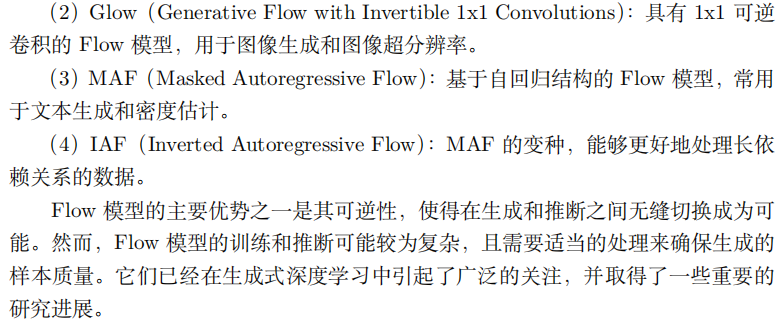 （2）Glow（Generative Flow with Invertible 1x1 Convolutions）：具有 1x1 可逆
卷积的 Flow 模型，用于图像生成和图像超分辨率。
（3）MAF（Masked Autoregressive Flow）：基于自回归结构的 Flow 模型，常用
于文本生成和密度估计。
（4）IAF（Inverted Autoregressive Flow）：MAF 的变种，能够更好地处理长依
赖关系的数据。
Flow 模型的主要优势之一是其可逆性，使得在生成和推断之间无缝切换成为可
能。然而，Flow 模型的训练和推断可能较为复杂，且需要适当的处理来确保生成的
样本质量。它们已经在生成式深度学习中引起了广泛的关注，并取得了一些重要的
研究进展。